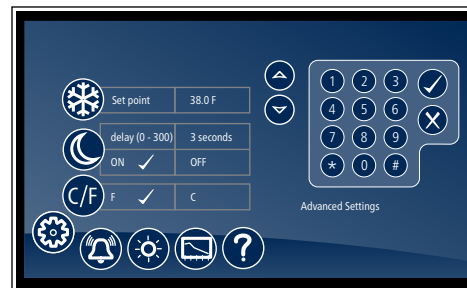 Set point 38.0 F
delay (0 - 300) 3 seconds
ON ✓ OFF
C/F F ✓ C
1 2 3
4 5 6
7 8 9
* 0 #
Advanced Settings
?